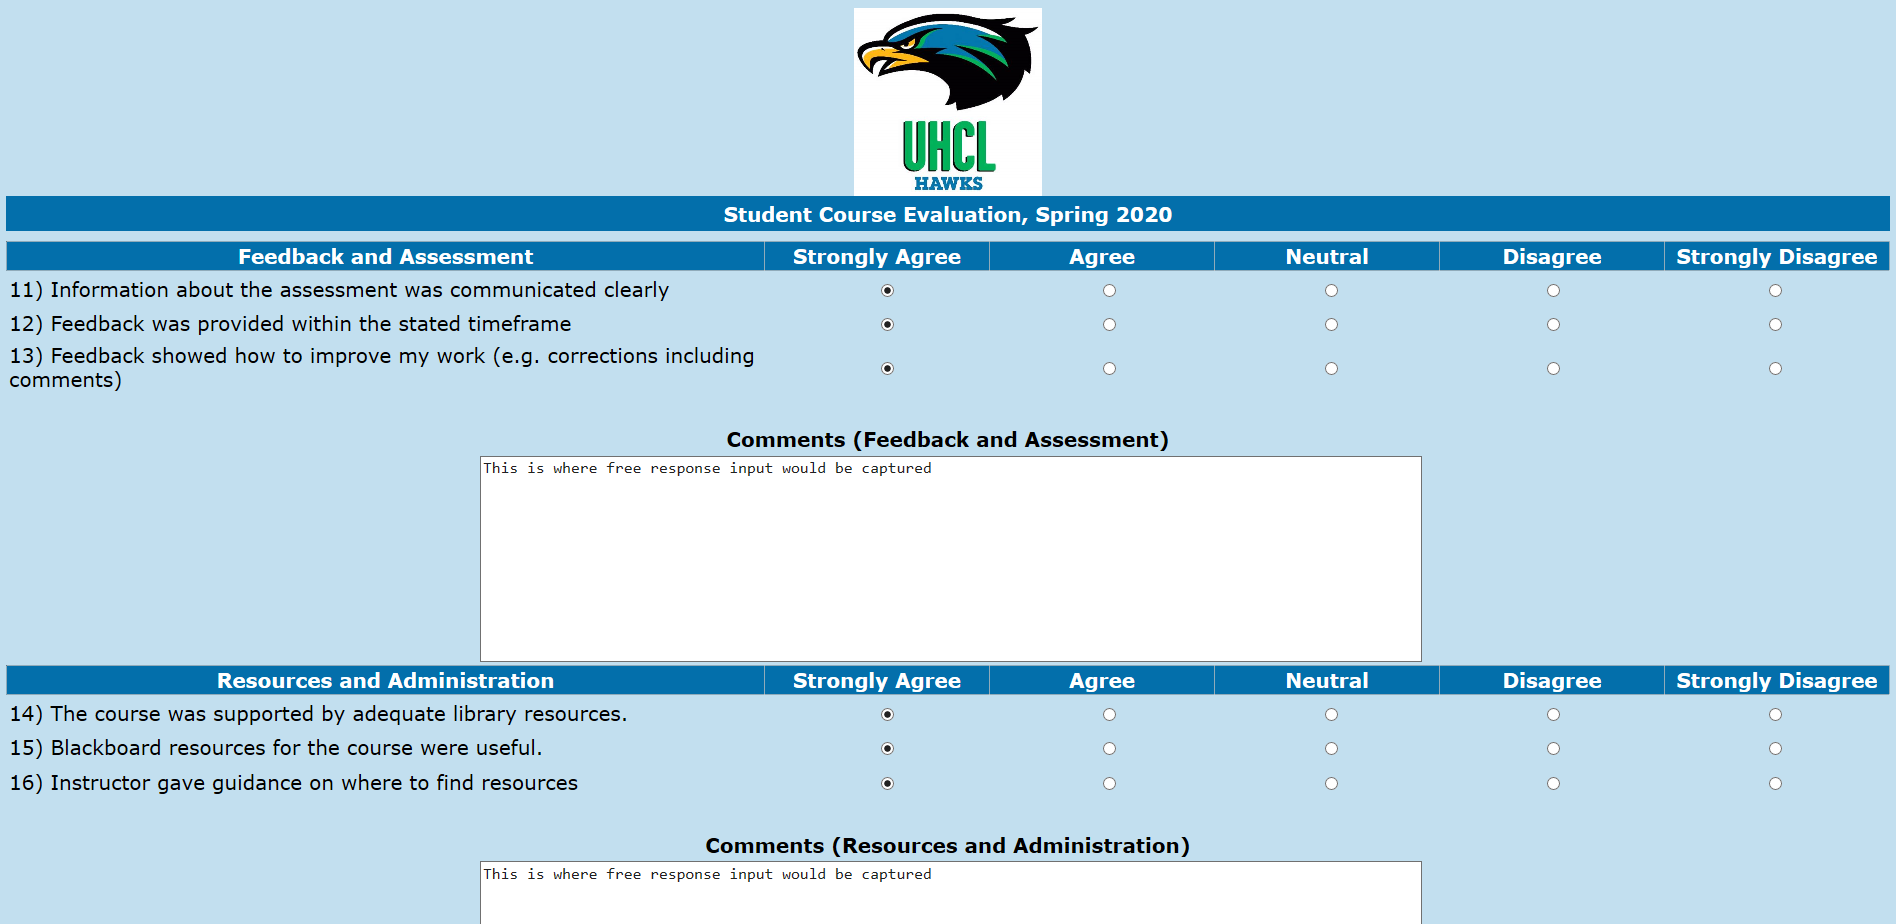 UHCL
HAWKS
Student Course Evaluation, Spring 2020
Feedback and Assessment Strongly Agree Agree Neutral Disagree Strongly Disagree
11) Information about the assessment was communicated clearly
12) Feedback was provided within the stated timeframe
13) Feedback showed how to improve my work (e.g. corrections including
comments)
Comments (Feedback and Assessment)
This is where free response input would be captured
Resources and Administration Strongly Agree Agree Neutral Disagree Strongly Disagree
14) The course was supported by adequate library resources.
15) Blackboard resources for the course were useful.
16) Instructor gave guidance on where to find resources
Comments (Resources and Administration)
This is where free response input would be captured